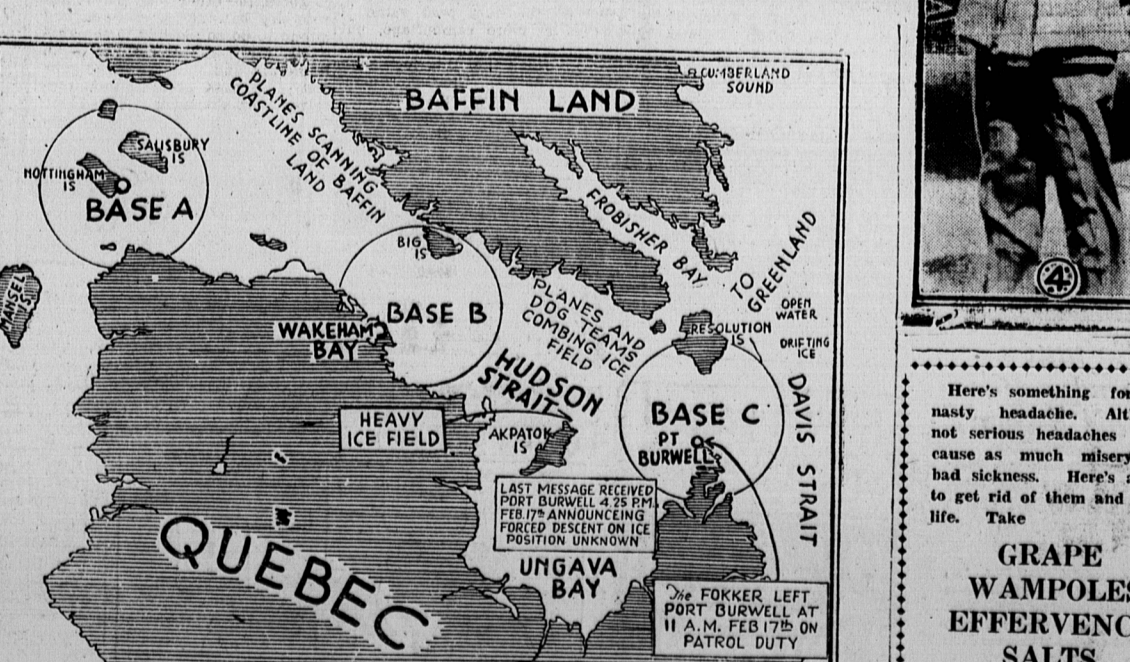 CUMBERLAND
SOUND
BAFFIN LAND
PLANES SCANNING
COASTLINE OF BAFFIN
LAND
SALISBURY
IS
NOTTINGHAM
IS
BASE A
MANSEL
IS
BIG
IS
BASE B
WAKEHAM
BAY
FROBISHER
BAY
TO
GREENLAND
OPEN
WATER
DRIFTING
ICE
PLANES AND
DOG TEAMS
COMBING ICE
FIELD
RESOLUTION
IS
HUDSON
STRAIT
HEAVY
ICE FIELD
AKPATOK
IS
BASE C
PT
BURWELL
DAVIS STRAIT
LAST MESSAGE RECEIVED
PORT BURWELL 4.25 P.M.
FEB.17th ANNOUNCEING
FORCED DESCENT ON ICE
POSITION UNKNOWN
QUEBEC
UNGAVA
BAY
The FOKKER LEFT
PORT BURWELL AT
11 A.M. FEB 17th ON
PATROL DUTY
4
Here's something
nasty headache.
not serious headaches
cause as much misery
bad sickness. Here's
to get rid of them and
life. Take
GRAPE
WAMPOLES
EFFERVENC
SALTS